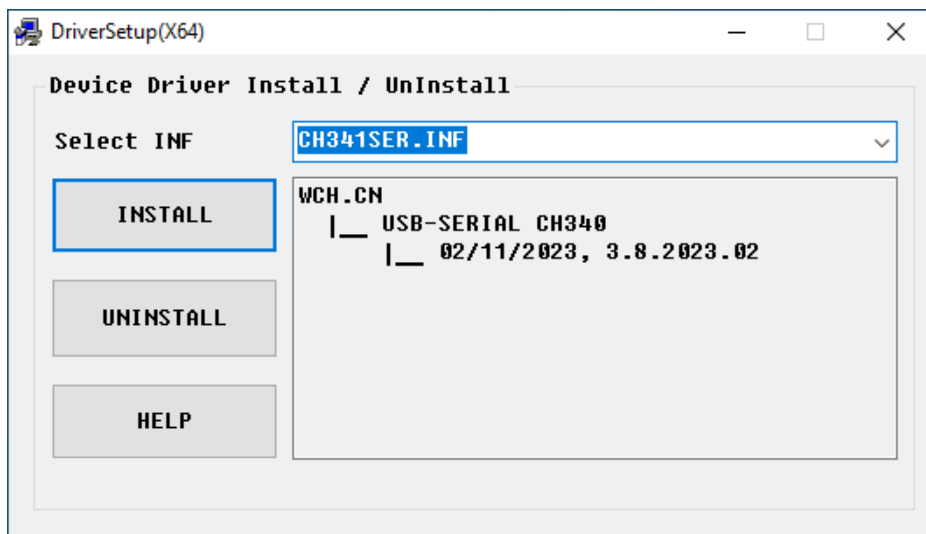 DriverSetup(X64)
Device Driver Install / UnInstall
Select INF
CH341SER.INF
INSTALL
WCH.CN
|__ USB-SERIAL CH340
|__ 02/11/2023, 3.8.2023.02
UNINSTALL
HELP